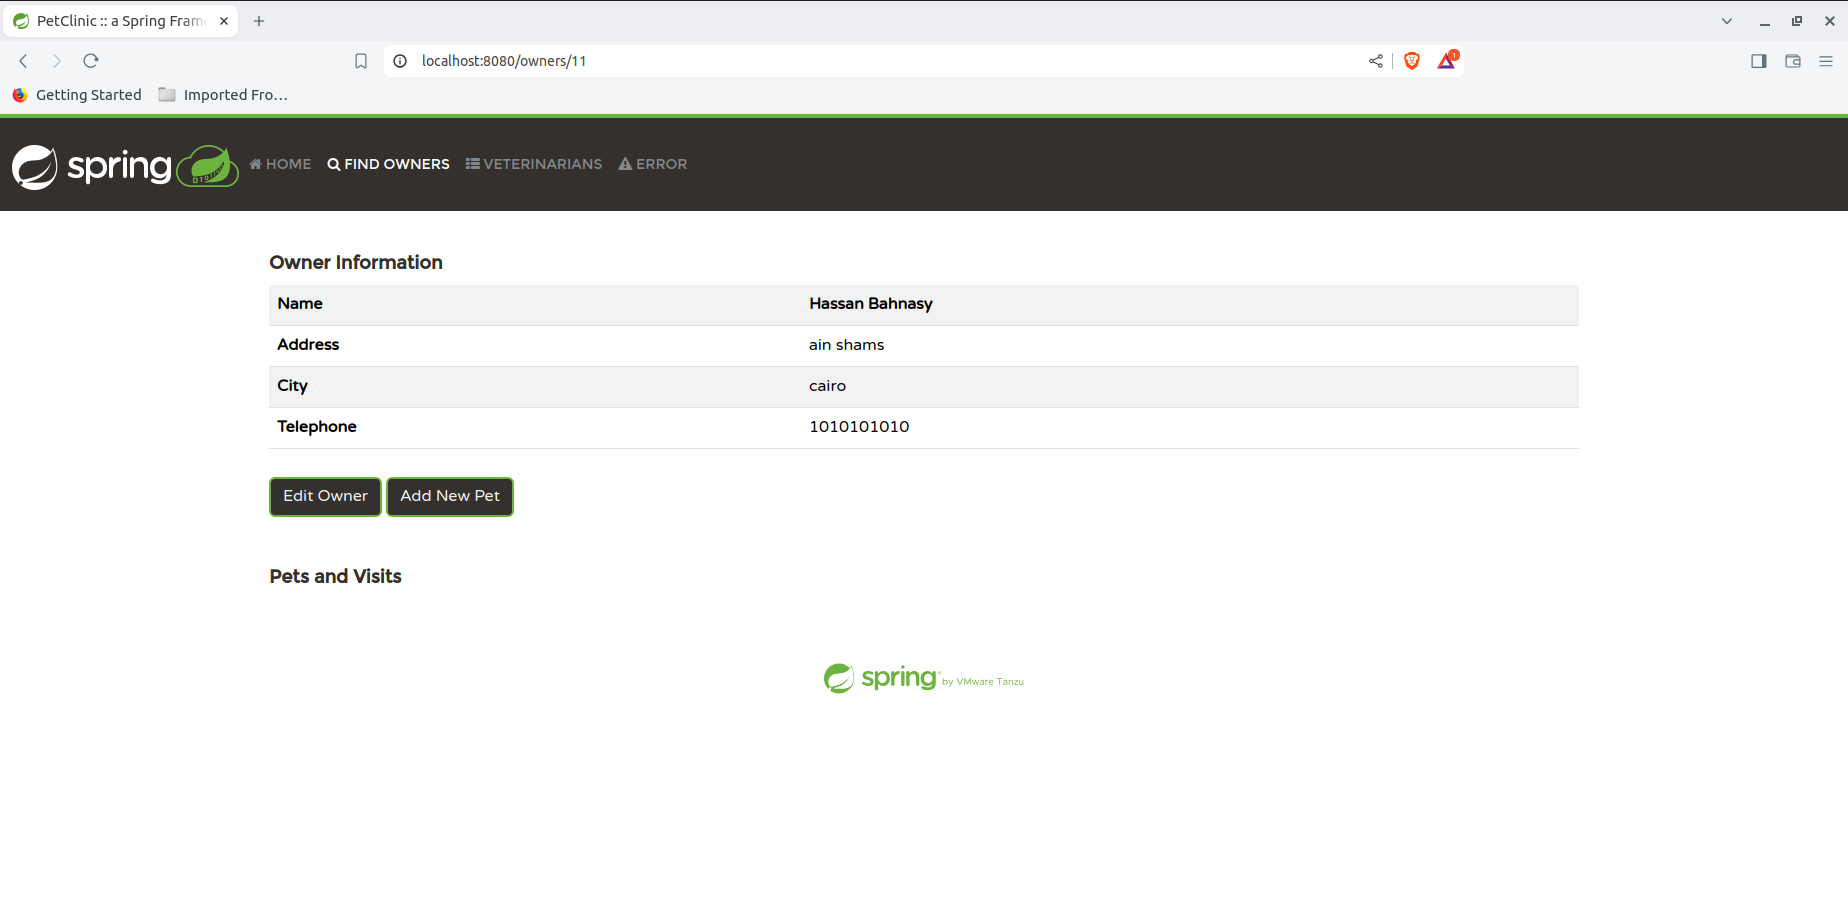 PetClinic :: a Spring Fram
localhost:8080/owners/11
1
Getting Started Imported Fro...
spring HOME FIND OWNERS VETERINARIANS ERROR
Owner Information
Name Hassan Bahnasy
Address ain shams
City cairo
Telephone 1010101010
Edit Owner Add New Pet
Pets and Visits
spring by VMware Tanzu